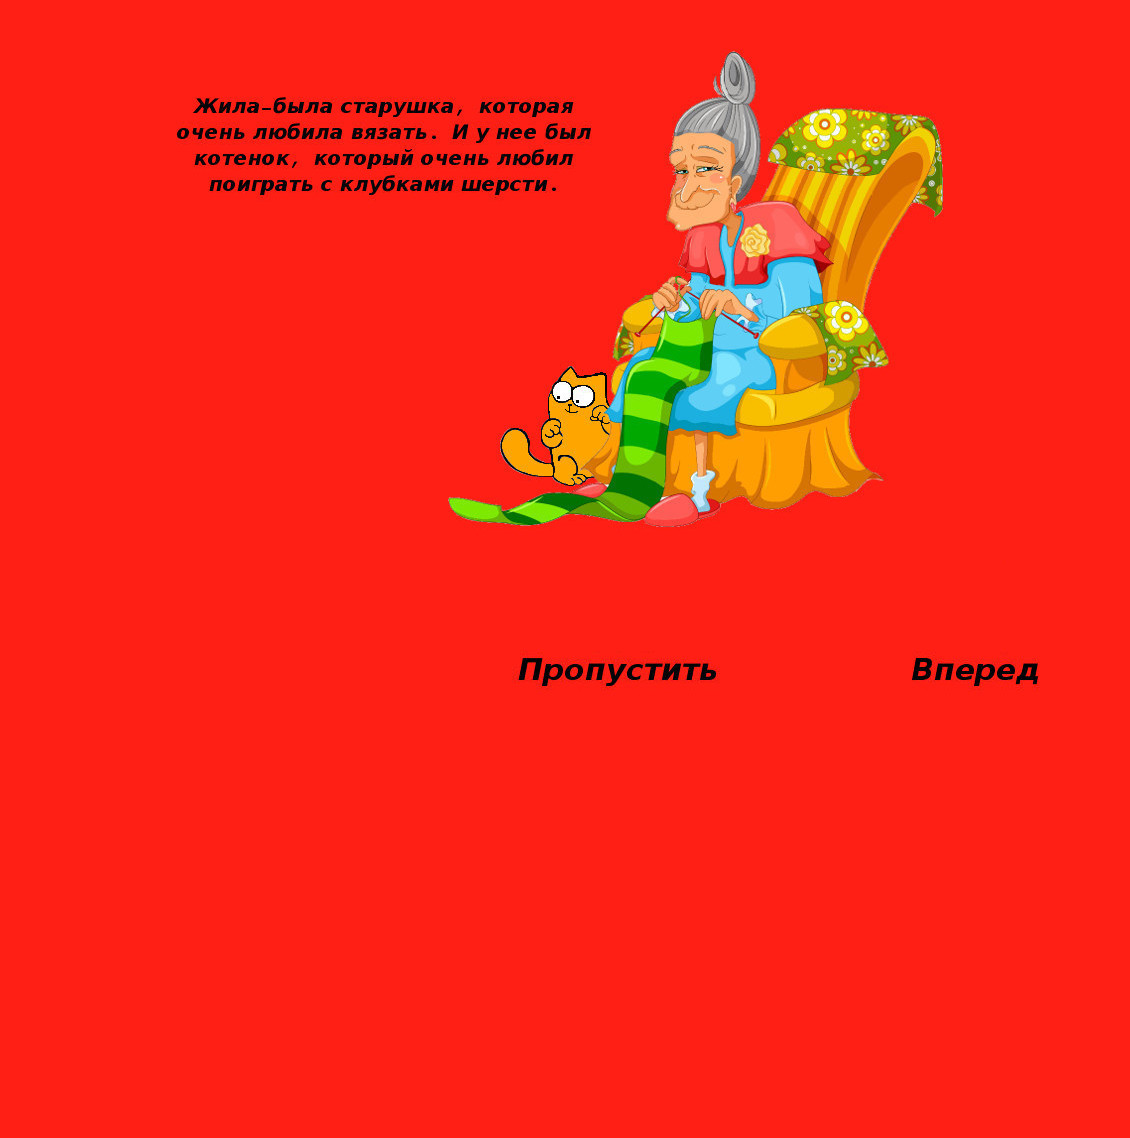 Жила-была старушка, которая
очень любила вязать. И у нее был
котенок, который очень любил
поиграть с клубками шерсти.
Пропустить
Вперед